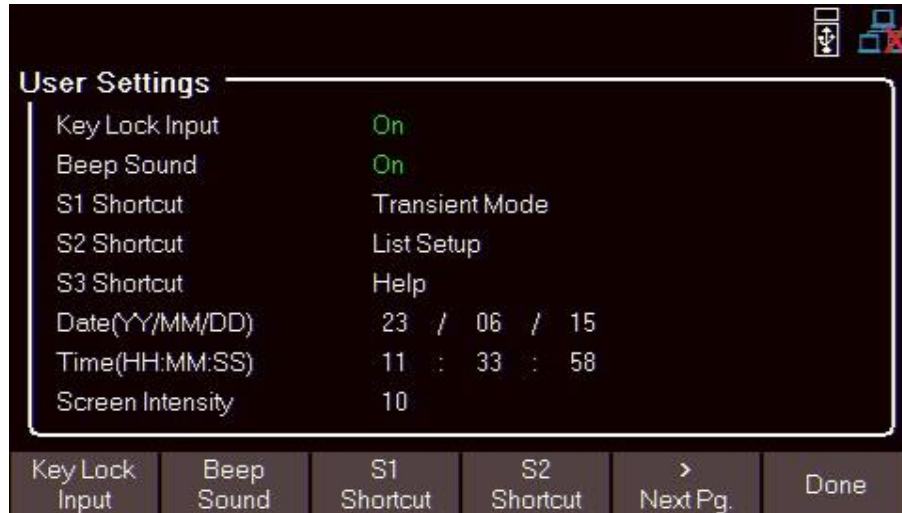 User Settings
Key Lock Input On
Beep Sound On
S1 Shortcut Transient Mode
S2 Shortcut List Setup
S3 Shortcut Help
Date(YY/MM/DD) 23 / 06 / 15
Time(HH:MM:SS) 11 : 33 : 58
Screen Intensity 10
Key Lock Input
Beep Sound
S1 Shortcut
S2 Shortcut
> Next Pg.
Done